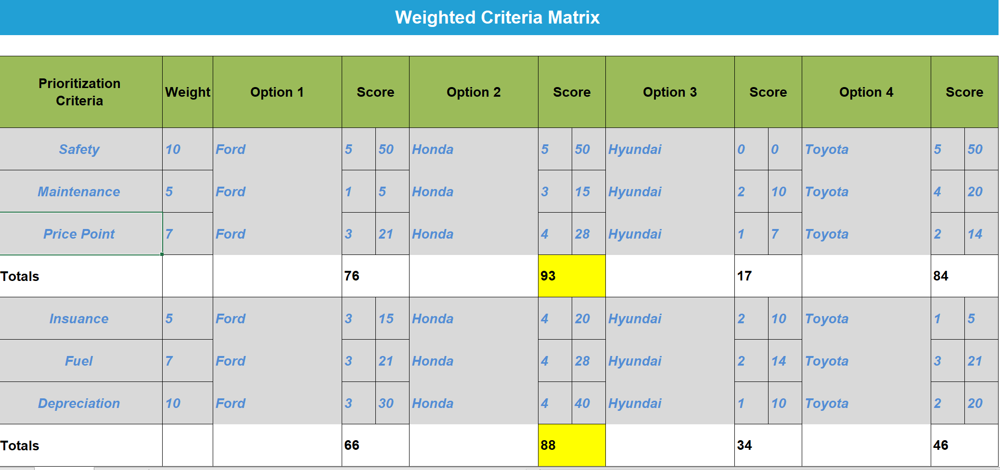 Weighted Criteria Matrix
Prioritization
Criteria
Weight
Option 1
Score
Option 2
Score
Option 3
Score
Option 4
Score
Safety 10 Ford 5 50 Honda 5 50 Hyundai 0 0 Toyota 5 50
Maintenance 5 Ford 1 5 Honda 3 15 Hyundai 2 10 Toyota 4 20
Price Point 7 Ford 3 21 Honda 4 28 Hyundai 1 7 Toyota 2 14
Totals 76 93 17 84
Insuance 5 Ford 3 15 Honda 4 20 Hyundai 2 10 Toyota 1 5
Fuel 7 Ford 3 21 Honda 4 28 Hyundai 2 14 Toyota 3 21
Depreciation 10 Ford 3 30 Honda 4 40 Hyundai 1 10 Toyota 2 20
Totals 66 88 34 46